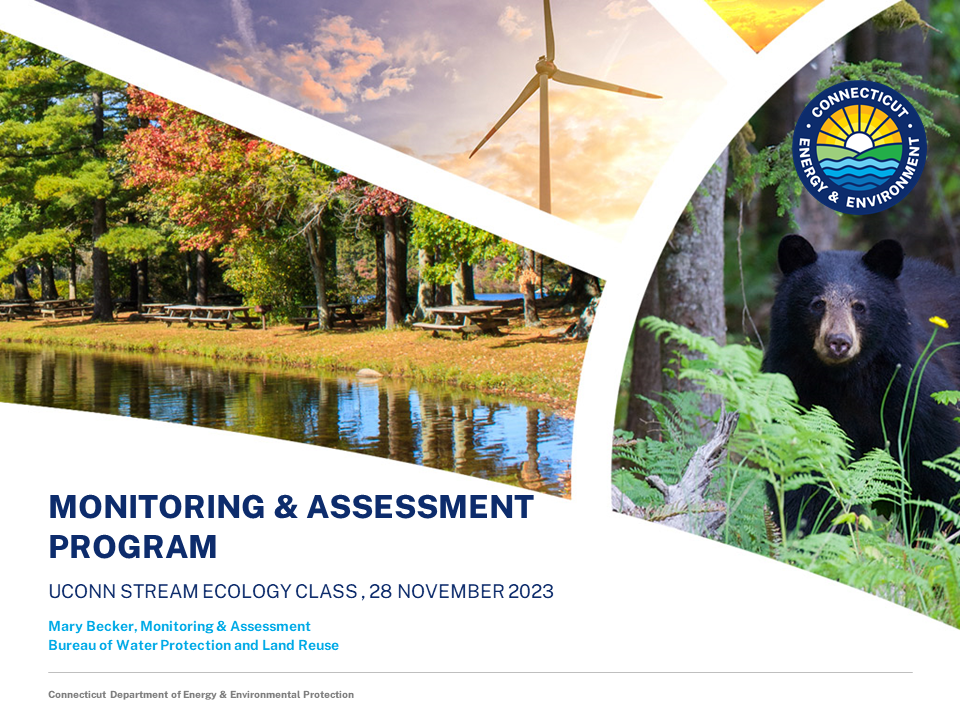 CONNECTICUT
ENERGY & ENVIRONMENT
MONITORING & ASSESSMENT
PROGRAM
UCONN STREAM ECOLOGY CLASS , 28 NOVEMBER 2023
Mary Becker, Monitoring & Assessment
Bureau of Water Protection and Land Reuse
Connecticut Department of Energy & Environmental Protection